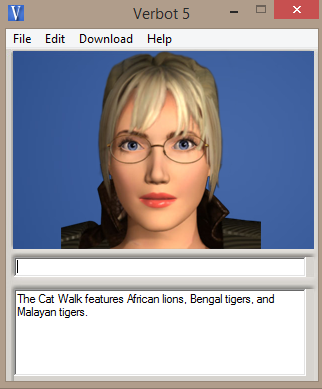 Verbot 5
File Edit Download Help
The Cat Walk features African lions, Bengal tigers, and
Malayan tigers.